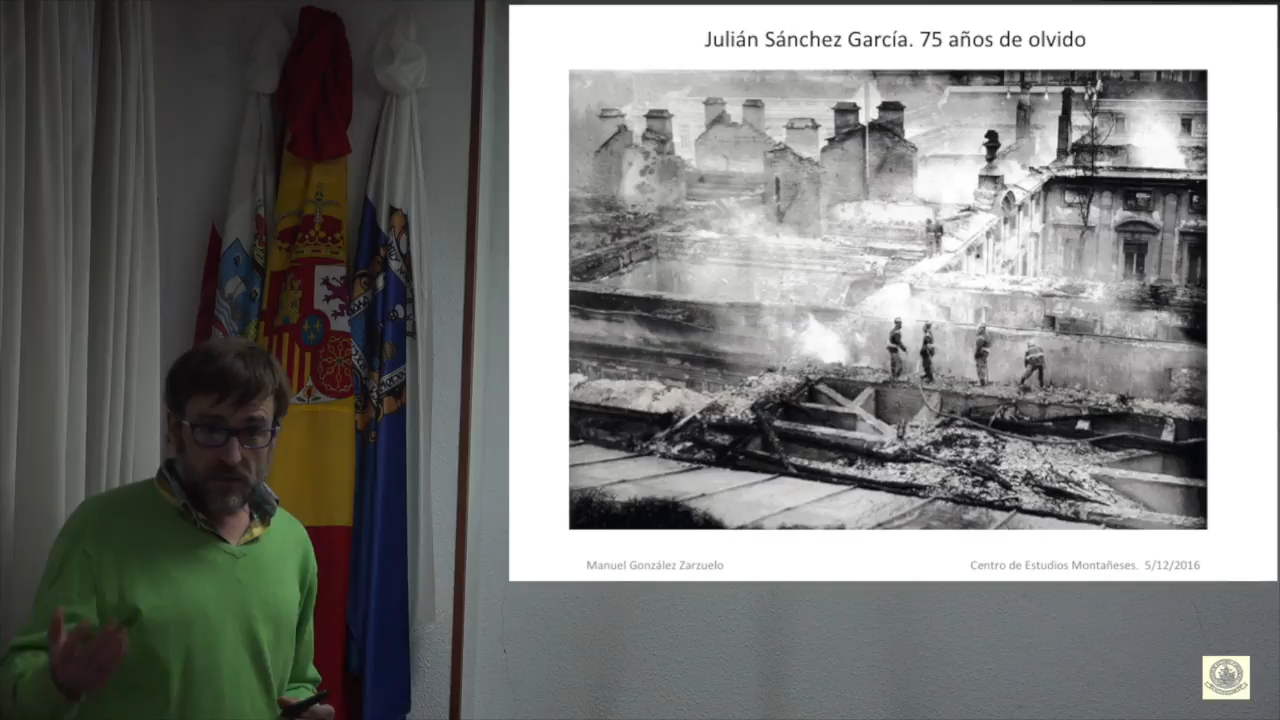 Julián Sánchez García. 75 años de olvido
Manuel González Zarzuelo
Centro de Estudios Montañeses. 5/12/2016